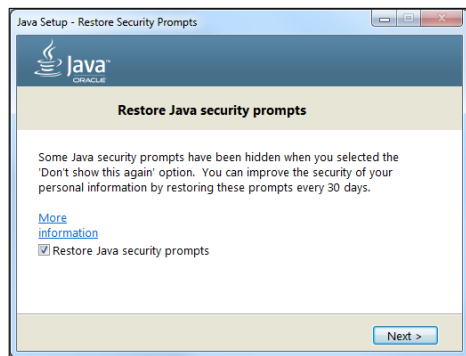 Java Setup - Restore Security Prompts
Java™
ORACLE
Restore Java security prompts
Some Java security prompts have been hidden when you selected the
'Don't show this again' option. You can improve the security of your
personal information by restoring these prompts every 30 days.
More
information
Restore Java security prompts
Next >